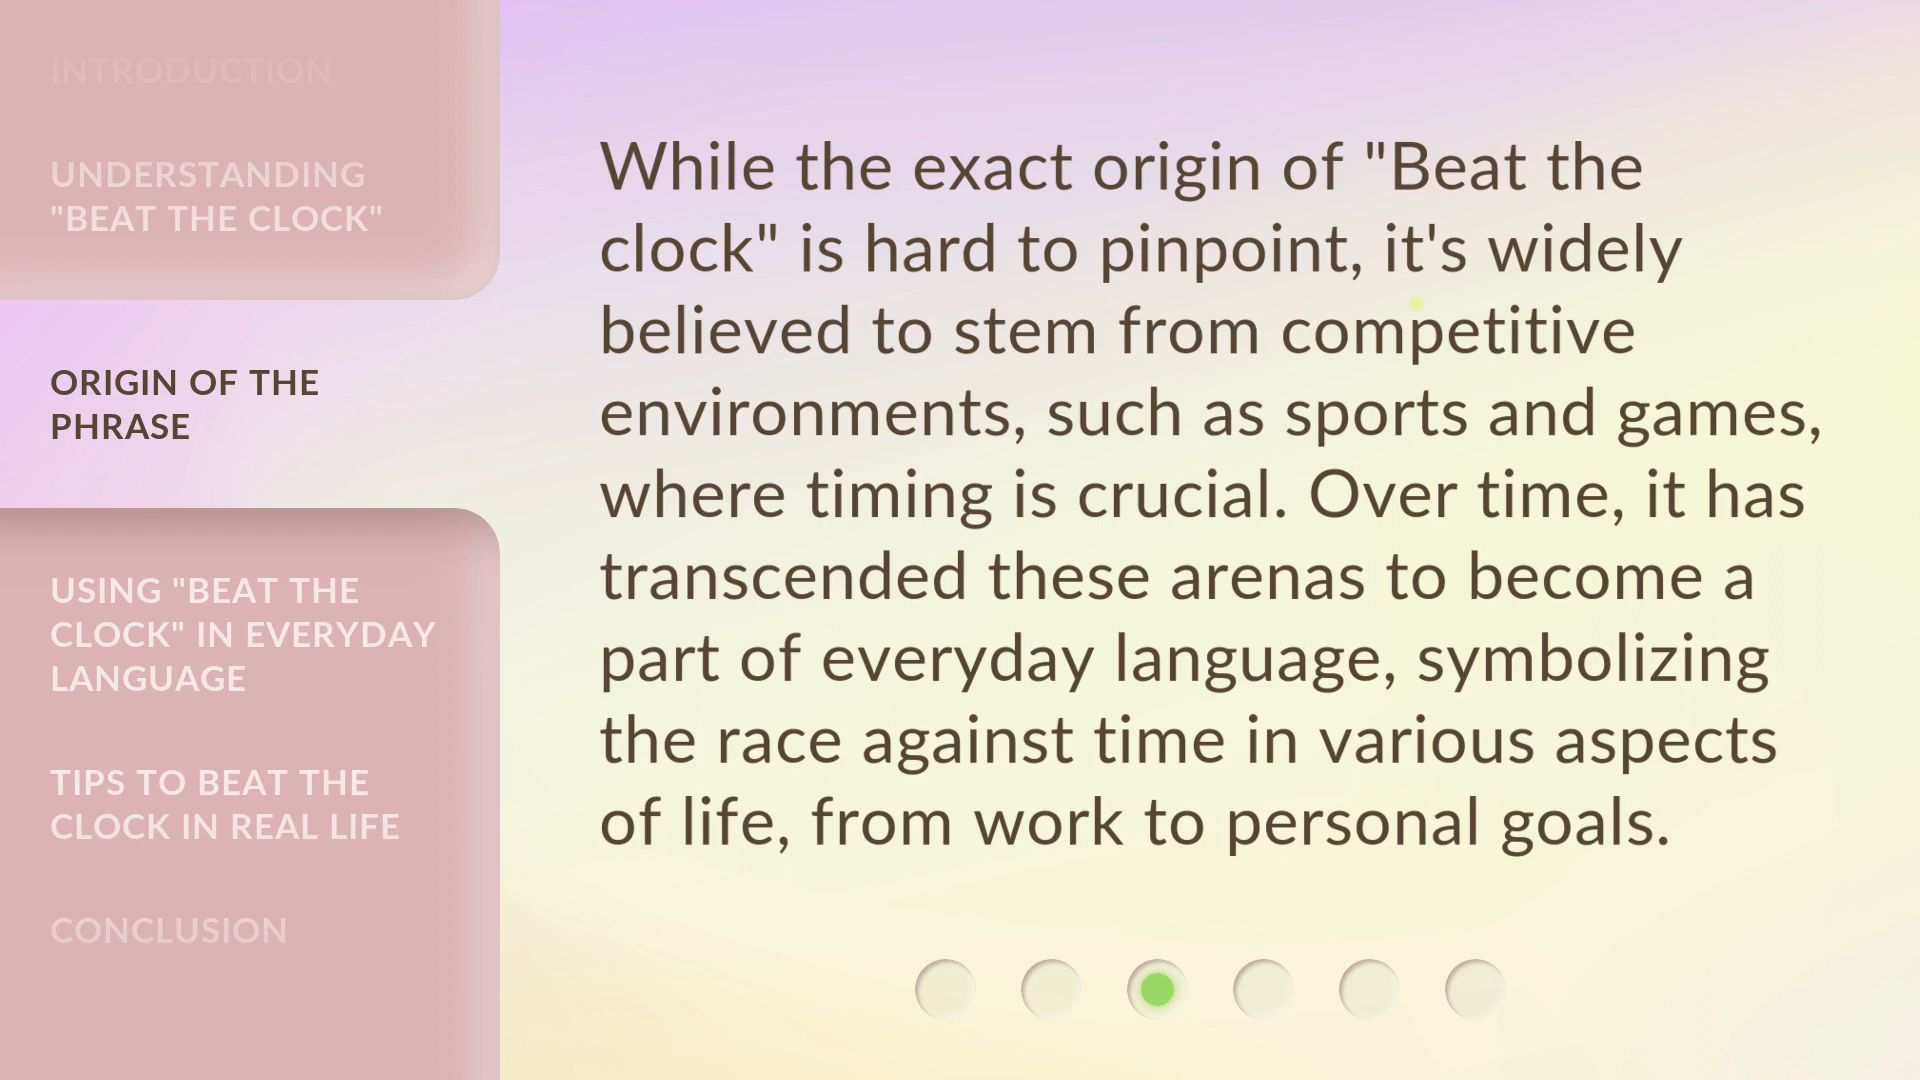 INTRODUCTION
UNDERSTANDING
"BEAT THE CLOCK"
ORIGIN OF THE
PHRASE
USING "BEAT THE
CLOCK" IN EVERYDAY
LANGUAGE
TIPS TO BEAT THE
CLOCK IN REAL LIFE
CONCLUSION
While the exact origin of "Beat the
clock" is hard to pinpoint, it's widely
believed to stem from competitive
environments, such as sports and games,
where timing is crucial. Over time, it has
transcended these arenas to become a
part of everyday language, symbolizing
the race against time in various aspects
of life, from work to personal goals.